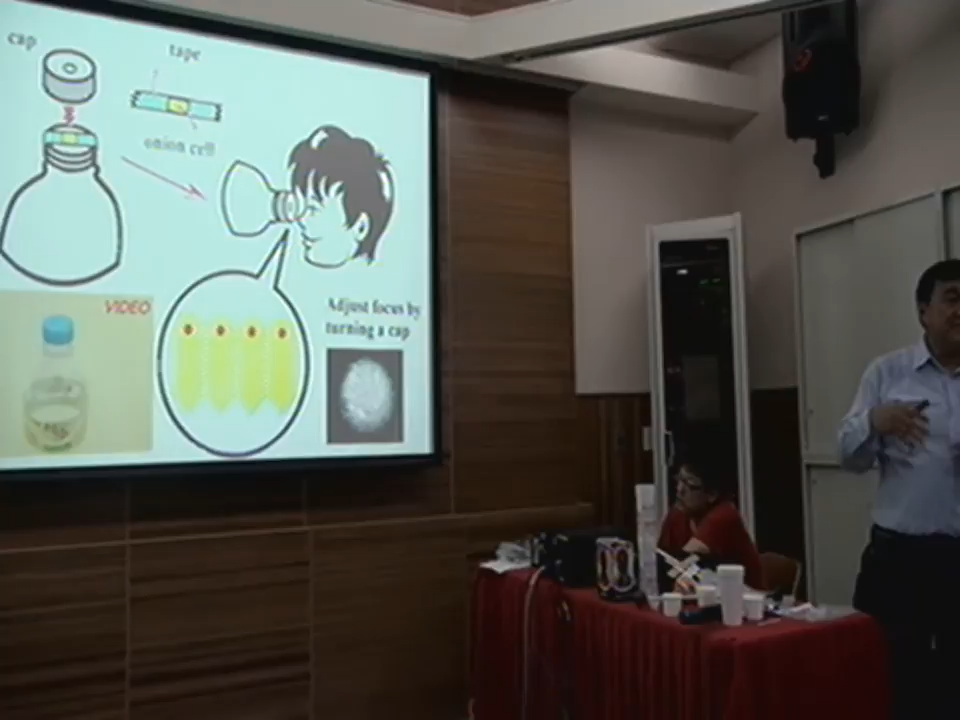 cap
tape
onion cell
VIDEO
Adjust focus by
turning a cap